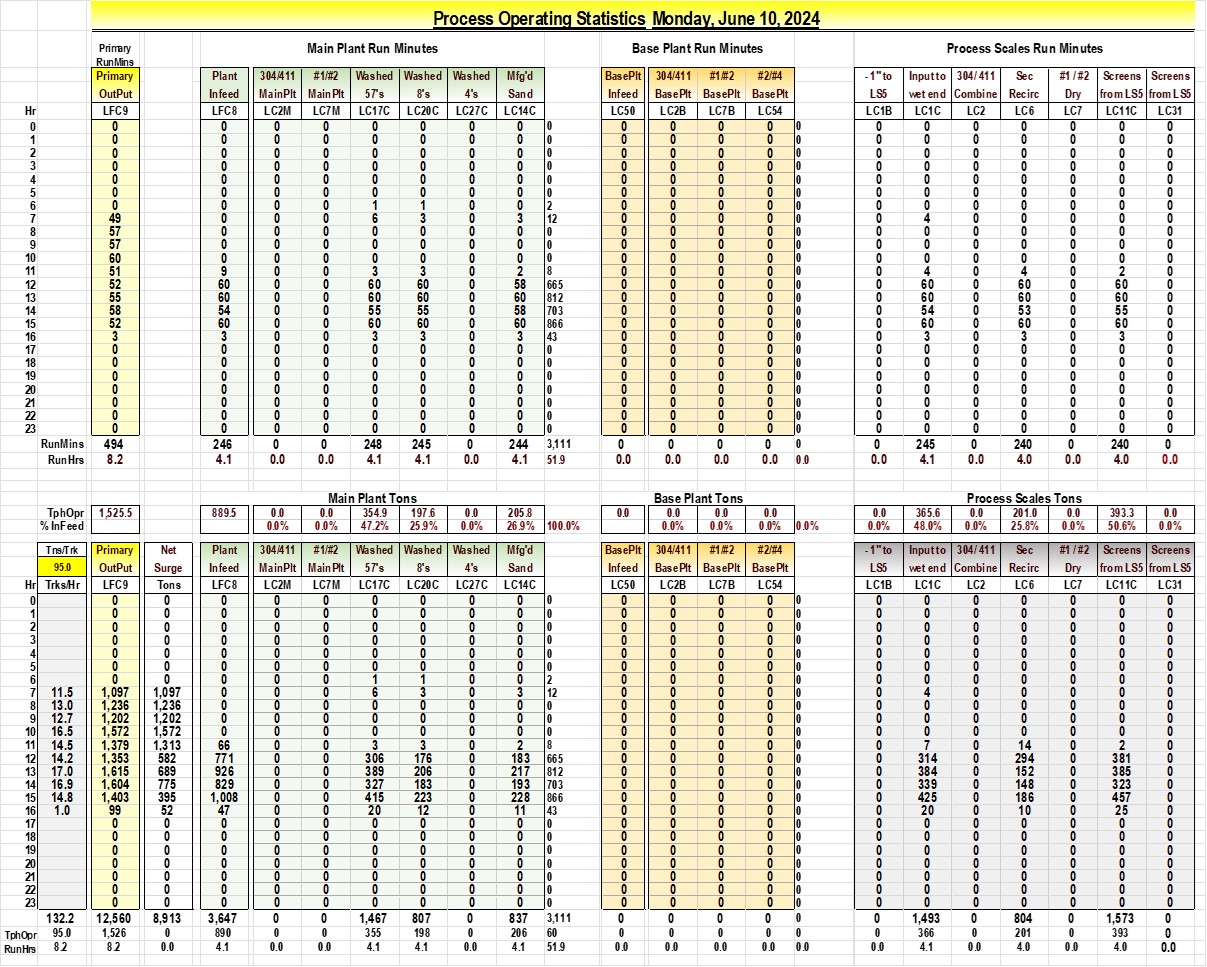 Process Operating Statistics Monday, June 10, 2024
Primary Main Plant Run Minutes Base Plant Run Minutes Process Scales Run Minutes
RunMins
Primary Plant 304/411 #1/#2 Washed Washed Washed Mfg'd BasePlt 304/411 #1/#2 #2/#4 - 1" to Input to 304/ 411 Sec #1 / #2 Screens Screens
OutPut Infeed MainPlt MainPlt 57's 8's 4's Sand Infeed BasePlt BasePlt BasePlt LS5 wet end Combine Recirc Dry from LS5 from LS5
Hr LFC9 LFC8 LC2M LC7M LC17C LC20C LC27C LC14C LC50 LC2B LC7B LC54 LC1B LC1C LC2 LC6 LC7 LC11C LC31
0 0 0 0 0 0 0 0 0 0 0 0 0 0 0 0 0 0 0 0 0 0
1 0 0 0 0 0 0 0 0 0 0 0 0 0 0 0 0 0 0 0 0 0
2 0 0 0 0 0 0 0 0 0 0 0 0 0 0 0 0 0 0 0 0 0
3 0 0 0 0 0 0 0 0 0 0 0 0 0 0 0 0 0 0 0 0 0
4 0 0 0 0 0 0 0 0 0 0 0 0 0 0 0 0 0 0 0 0 0
5 0 0 0 0 0 0 0 0 0 0 0 0 0 0 0 0 0 0 0 0 0
6 0 0 0 0 1 1 0 0 2 0 0 0 0 0 0 0 0 0 0 0 0
7 49 0 0 0 6 3 0 3 12 0 0 0 0 0 0 4 0 0 0 0 0
8 57 0 0 0 0 0 0 0 0 0 0 0 0 0 0 0 0 0 0 0 0
9 57 0 0 0 0 0 0 0 0 0 0 0 0 0 0 0 0 0 0 0 0
10 60 0 0 0 0 0 0 0 0 0 0 0 0 0 0 0 0 0 0 0 0
11 51 9 0 0 3 3 0 2 8 0 0 0 0 0 0 4 0 4 0 2 0
12 52 60 0 0 60 60 0 58 665 0 0 0 0 0 0 60 0 60 0 60 0
13 55 60 0 0 60 60 0 60 812 0 0 0 0 0 0 60 0 60 0 60 0
14 58 54 0 0 55 55 0 58 703 0 0 0 0 0 0 54 0 53 0 55 0
15 52 60 0 0 60 60 0 60 866 0 0 0 0 0 0 60 0 60 0 60 0
16 3 3 0 0 3 3 0 3 43 0 0 0 0 0 0 3 0 3 0 3 0
17 0 0 0 0 0 0 0 0 0 0 0 0 0 0 0 0 0 0 0 0 0
18 0 0 0 0 0 0 0 0 0 0 0 0 0 0 0 0 0 0 0 0 0
19 0 0 0 0 0 0 0 0 0 0 0 0 0 0 0 0 0 0 0 0 0
20 0 0 0 0 0 0 0 0 0 0 0 0 0 0 0 0 0 0 0 0 0
21 0 0 0 0 0 0 0 0 0 0 0 0 0 0 0 0 0 0 0 0 0
22 0 0 0 0 0 0 0 0 0 0 0 0 0 0 0 0 0 0 0 0 0
23 0 0 0 0 0 0 0 0 0 0 0 0 0 0 0 0 0 0 0 0 0
RunMins 494 246 0 0 248 245 0 244 3,111 0 0 0 0 0 0 245 0 240 0 240 0
RunHrs 8.2 4.1 0.0 0.0 4.1 4.1 0.0 4.1 51.9 0.0 0.0 0.0 0.0 0.0 0.0 4.1 0.0 4.0 0.0 4.0 0.0
Main Plant Tons Base Plant Tons Process Scales Tons
TphOpr 1,525.5 889.5 0.0 0.0 354.9 197.6 0.0 205.8 0.0 0.0 0.0 0.0 0.0 365.6 0.0 201.0 0.0 393.3 0.0
% InFeed 0.0% 0.0% 47.2% 25.9% 0.0% 26.9% 100.0% 0.0% 0.0% 0.0% 0.0% 0.0% 48.0% 0.0% 25.8% 0.0% 50.6% 0.0%
Tns/Trk Primary Net Plant 304/411 #1/#2 Washed Washed Washed Mfg'd BasePlt 304/411 #1/#2 #2/#4 - 1" to Input to 304/ 411 Sec #1 / #2 Screens Screens
95.0 OutPut Surge Infeed MainPlt MainPlt 57's 8's 4's Sand Infeed BasePlt BasePlt BasePlt LS5 wet end Combine Recirc Dry from LS5 from LS5
Hr Trks/Hr LFC9 Tons LFC8 LC2M LC7M LC17C LC20C LC27C LC14C LC50 LC2B LC7B LC54 LC1B LC1C LC2 LC6 LC7 LC11C LC31
0 0 0 0 0 0 0 0 0 0 0 0 0 0 0 0 0 0 0 0 0 0 0
1 0 0 0 0 0 0 0 0 0 0 0 0 0 0 0 0 0 0 0 0 0 0
2 0 0 0 0 0 0 0 0 0 0 0 0 0 0 0 0 0 0 0 0 0 0
3 0 0 0 0 0 0 0 0 0 0 0 0 0 0 0 0 0 0 0 0 0 0
4 0 0 0 0 0 0 0 0 0 0 0 0 0 0 0 0 0 0 0 0 0 0
5 0 0 0 0 0 0 0 0 0 0 0 0 0 0 0 0 0 0 0 0 0 0
6 0 0 0 0 0 1 1 0 0 2 0 0 0 0 0 0 0 0 0 0 0 0
7 11.5 1,097 1,097 0 0 0 6 3 0 3 12 0 0 0 0 0 0 4 0 0 0 0 0
8 13.0 1,236 1,236 0 0 0 0 0 0 0 0 0 0 0 0 0 0 0 0 0 0 0 0
9 12.7 1,202 1,202 0 0 0 0 0 0 0 0 0 0 0 0 0 0 0 0 0 0 0 0
10 16.5 1,572 1,572 0 0 0 0 0 0 0 0 0 0 0 0 0 0 0 0 0 0 0 0
11 14.5 1,379 1,313 66 0 0 3 3 0 2 8 0 0 0 0 0 0 7 0 14 0 2 0
12 14.2 1,353 582 771 0 0 306 176 0 183 665 0 0 0 0 0 0 314 0 294 0 381 0
13 17.0 1,615 689 926 0 0 389 206 0 217 812 0 0 0 0 0 0 384 0 152 0 385 0
14 16.9 1,604 775 829 0 0 327 183 0 193 703 0 0 0 0 0 0 339 0 148 0 323 0
15 14.8 1,403 395 1,008 0 0 415 223 0 228 866 0 0 0 0 0 0 425 0 186 0 457 0
16 1.0 99 52 47 0 0 20 12 0 11 43 0 0 0 0 0 0 20 0 10 0 25 0
17 0 0 0 0 0 0 0 0 0 0 0 0 0 0 0 0 0 0 0 0 0 0
18 0 0 0 0 0 0 0 0 0 0 0 0 0 0 0 0 0 0 0 0 0 0
19 0 0 0 0 0 0 0 0 0 0 0 0 0 0 0 0 0 0 0 0 0 0
20 0 0 0 0 0 0 0 0 0 0 0 0 0 0 0 0 0 0 0 0 0 0
21 0 0 0 0 0 0 0 0 0 0 0 0 0 0 0 0 0 0 0 0 0 0
22 0 0 0 0 0 0 0 0 0 0 0 0 0 0 0 0 0 0 0 0 0 0
23 0 0 0 0 0 0 0 0 0 0 0 0 0 0 0 0 0 0 0 0 0 0
132.2 12,560 8,913 3,647 0 0 1,467 807 0 837 3,111 0 0 0 0 0 0 1,493 0 804 0 1,573 0
TphOpr 95.0 1,526 0 890 0 0 355 198 0 206 60 0 0 0 0 0 0 366 0 201 0 393 0
RunHrs 8.2 8.2 0.0 4.1 0.0 0.0 4.1 4.1 0.0 4.1 51.9 0.0 0.0 0.0 0.0 0.0 0.0 4.1 0.0 4.0 0.0 4.0 0.0